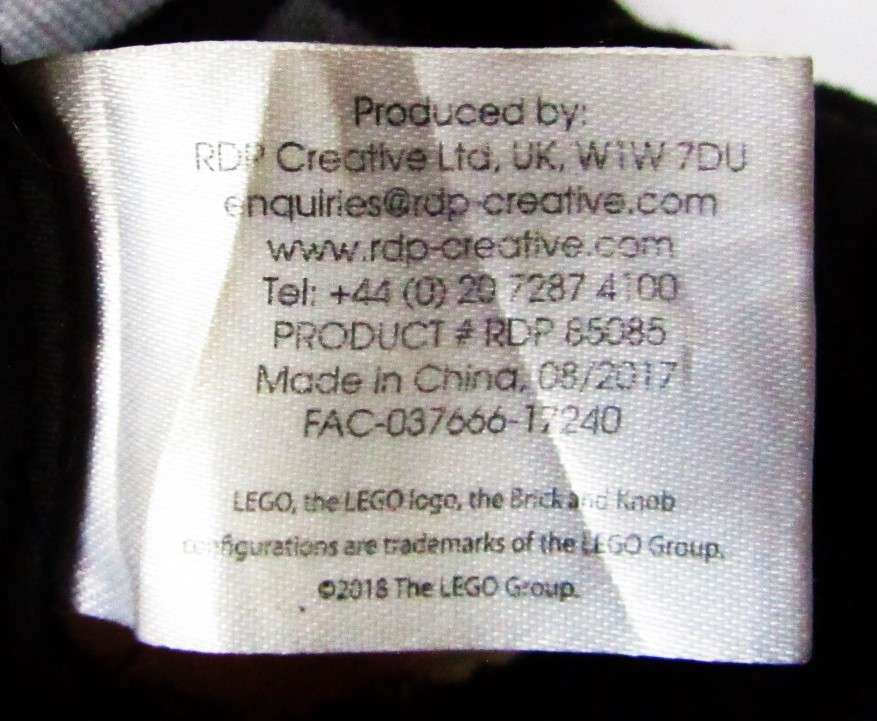 Produced by:
RDP Creative Ltd, UK, W1W 7DU
enquiries@rdp-creative.com
www.rdp-creative.com
Tel: +44 (0) 20 7287 4100
PRODUCT # RDP 65085
Made in China, 08/2017
FAC-037666-17240
LEGO, the LEGO logo, the Brick and Knob
configurations are trademarks of the LEGO Group.
©2018 The LEGO Group.